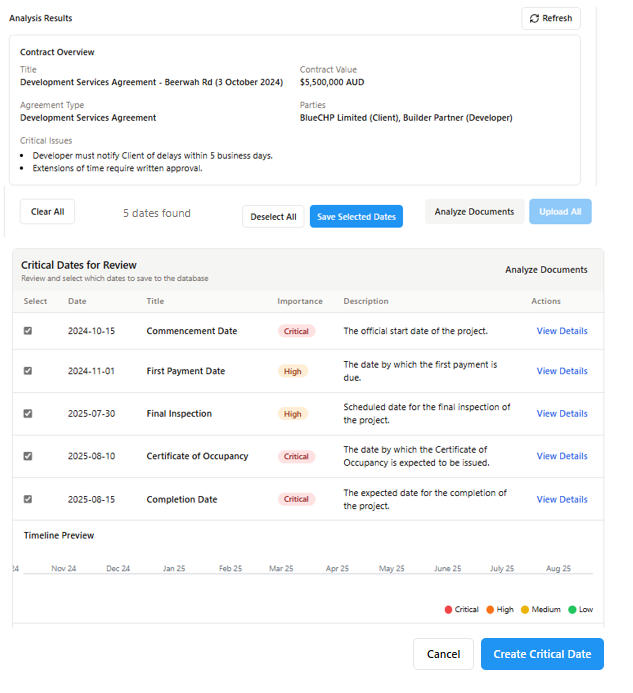 Analysis Results
Refresh
Contract Overview
Title
Contract Value
Development Services Agreement - Beerwah Rd (3 October 2024)
$5,500,000 AUD
Agreement Type
Parties
Development Services Agreement
BlueCHP Limited (Client), Builder Partner (Developer)
Critical Issues
• Developer must notify Client of delays within 5 business days.
• Extensions of time require written approval.
Clear All
5 dates found
Deselect All
Save Selected Dates
Analyze Documents
Upload All
Critical Dates for Review
Review and select which dates to save to the database
Analyze Documents
Select Date Title Importance Description Actions
2024-10-15 Commencement Date Critical The official start date of the project. View Details
2024-11-01 First Payment Date High The date by which the first payment is
due.
View Details
2025-07-30 Final Inspection High Scheduled date for the final inspection of
the project.
View Details
2025-08-10 Certificate of Occupancy Critical The date by which the Certificate of
Occupancy is expected to be issued.
View Details
2025-08-15 Completion Date Critical The expected date for the completion of
the project.
View Details
Timeline Preview
24 Nov 24 Dec 24 Jan 25 Feb 25 Mar 25 Apr 25 May 25 June 25 July 25 Aug 25
Critical High Medium Low
Cancel
Create Critical Date